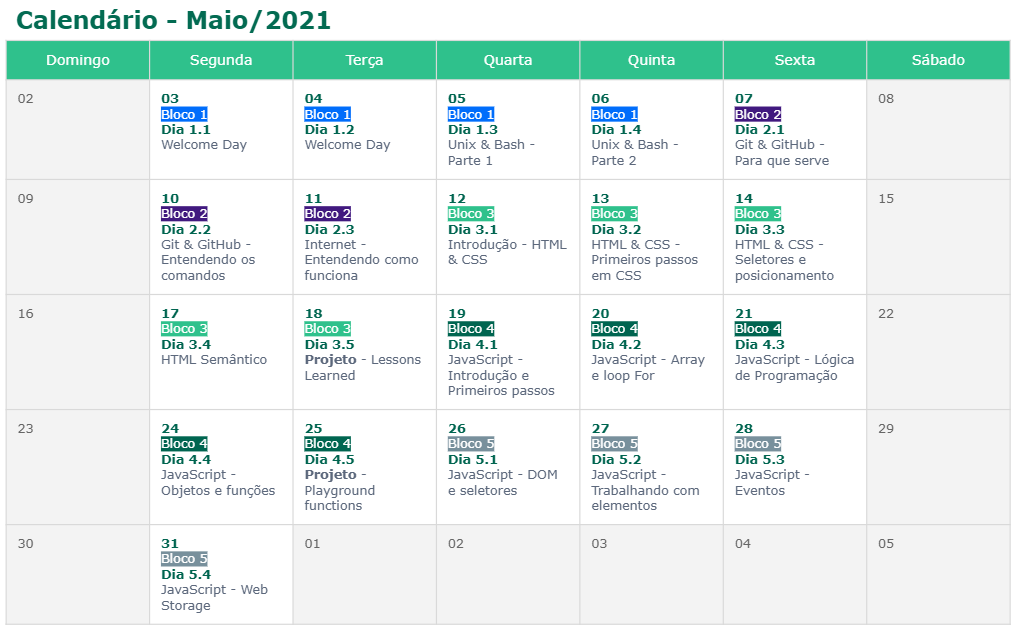 Calendário - Maio/2021
Domingo
Segunda
Terça
Quarta
Quinta
Sexta
Sábado
02
03
Bloco 1
Dia 1.1
Welcome Day
04
Bloco 1
Dia 1.2
Welcome Day
05
Bloco 1
Dia 1.3
Unix & Bash -
Parte 1
06
Bloco 1
Dia 1.4
Unix & Bash -
Parte 2
07
Bloco 2
Dia 2.1
Git & GitHub -
Para que serve
08
09
10
Bloco 2
Dia 2.2
Git & GitHub -
Entendendo os
comandos
11
Bloco 2
Dia 2.3
Internet -
Entendendo como
funciona
12
Bloco 3
Dia 3.1
Introdução - HTML
& CSS
13
Bloco 3
Dia 3.2
HTML & CSS -
Primeiros passos
em CSS
14
Bloco 3
Dia 3.3
HTML & CSS -
Seletores e
posicionamento
15
16
17
Bloco 3
Dia 3.4
HTML Semântico
18
Bloco 3
Dia 3.5
Projeto - Lessons
Learned
19
Bloco 4
Dia 4.1
JavaScript -
Introdução e
Primeiros passos
20
Bloco 4
Dia 4.2
JavaScript - Array
e loop For
21
Bloco 4
Dia 4.3
JavaScript - Lógica
de Programação
22
23
24
Bloco 4
Dia 4.4
JavaScript -
Objetos e funções
25
Bloco 4
Dia 4.5
Projeto -
Playground
functions
26
Bloco 5
Dia 5.1
JavaScript - DOM
e seletores
27
Bloco 5
Dia 5.2
JavaScript -
Trabalhando com
elementos
28
Bloco 5
Dia 5.3
JavaScript -
Eventos
29
30
31
Bloco 5
Dia 5.4
JavaScript - Web
Storage
01
02
03
04
05